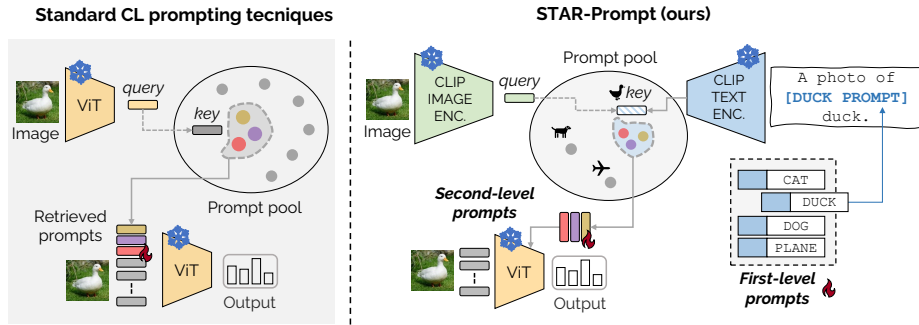 Standard CL prompting tecniques
ViT
query
Image
key
Prompt pool
Retrieved
prompts
ViT
Output
STAR-Prompt (ours)
Prompt pool
CLIP
IMAGE
ENC.
query
Image
key
CLIP
TEXT
ENC.
A photo of
[DUCK PROMPT]
duck.
Second-level
prompts
ViT
Output
CAT
DUCK
DOG
PLANE
First-level
prompts